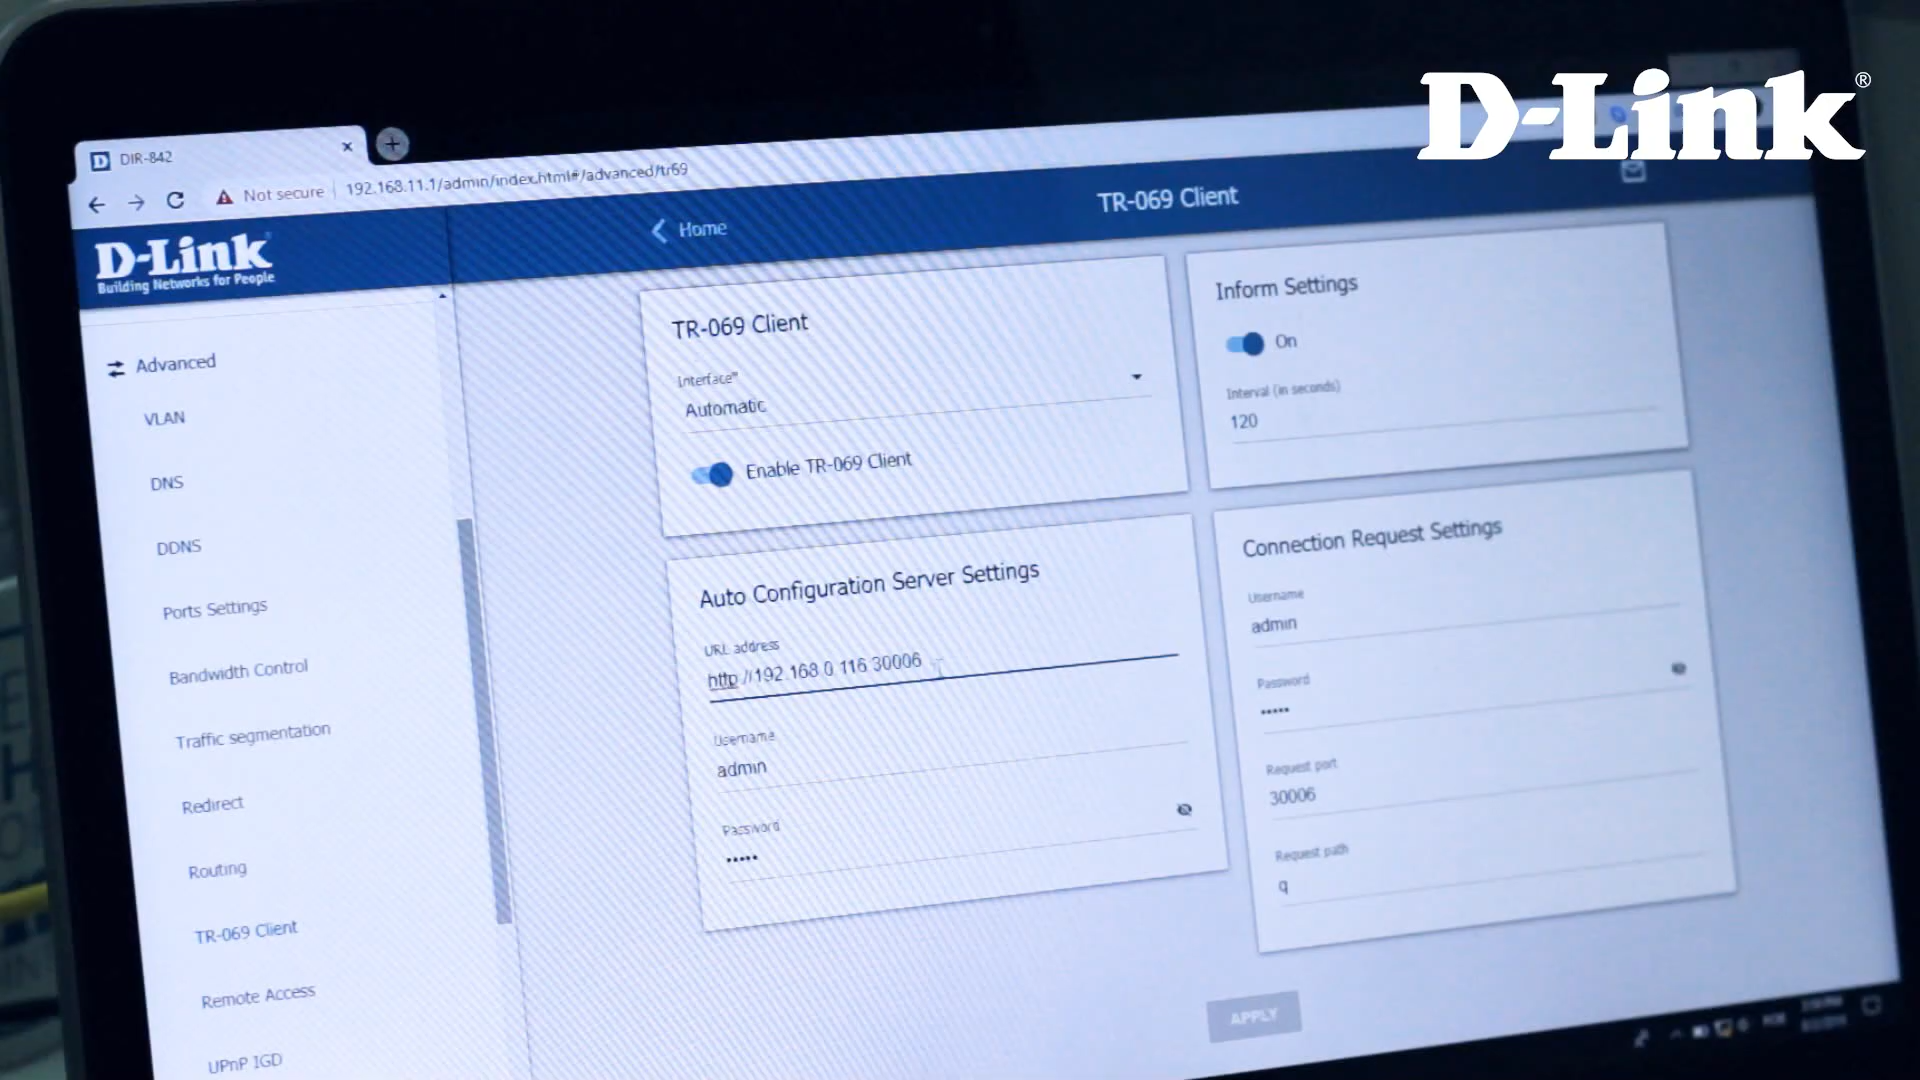 D-Link®
DIR-842
Not secure 192.168.11.1/admin/index.html#/advanced/tr69
D-Link
Building Networks for People
Home
TR-069 Client
Advanced
VLAN
DNS
DDNS
Ports Settings
Bandwidth Control
Traffic segmentation
Redirect
Routing
TR-069 Client
Remote Access
UPnP IGD
TR-069 Client
Interface*
Automatic
Enable TR-069 Client
Auto Configuration Server Settings
URL address
http://192.168.0.116:30006
Username
admin
Password
•••••
Inform Settings
On
Interval (in seconds)
120
Connection Request Settings
Username
admin
Password
•••••
Request port
30006
Request path
q
APPLY